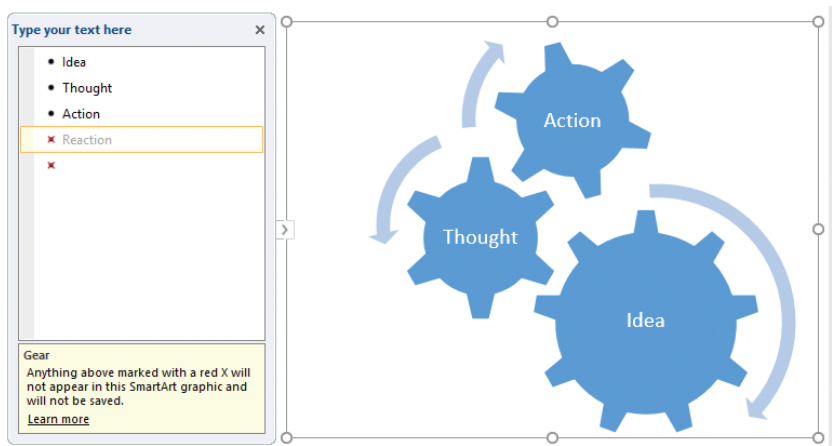 Type your text here
Idea
Thought
Action
Reaction
Gear
Anything above marked with a red X will
not appear in this SmartArt graphic and
will not be saved.
Learn more
Action
Thought
Idea